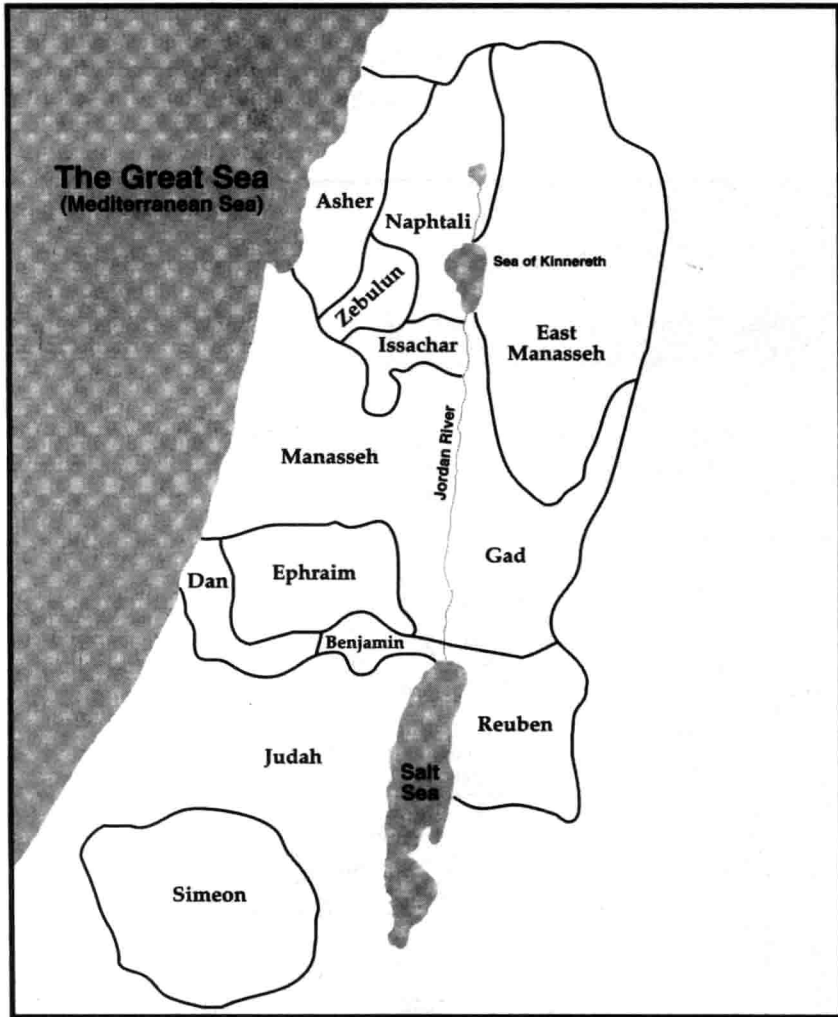 The Great Sea
(Mediterranean Sea)
Asher
Naphtali
Sea of Kinnereth
Zebulun
Issachar
East
Manasseh
Manasseh
Jordan River
Gad
Dan
Ephraim
Benjamin
Reuben
Judah
Salt
Sea
Simeon